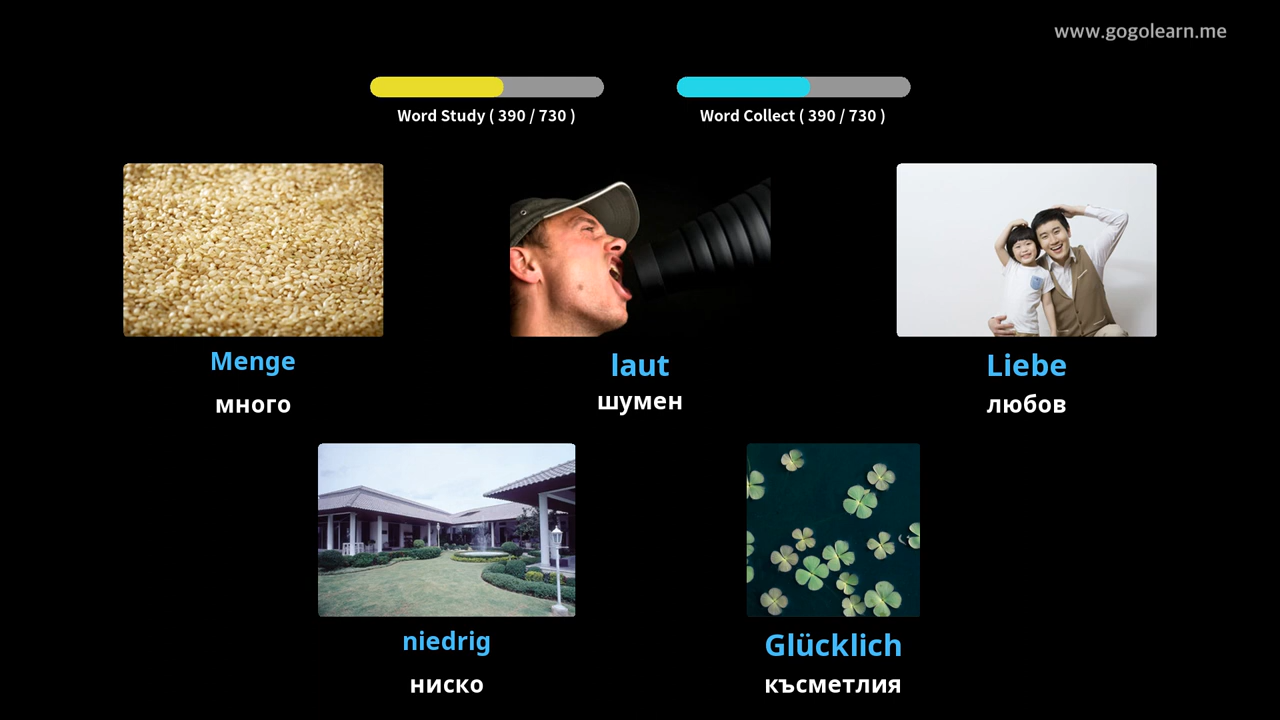 www.gogolearn.me
Word Study ( 390 / 730 )
Word Collect ( 390 / 730 )
Menge
много
laut
шумен
Liebe
любов
niedrig
ниско
Glücklich
късметлия